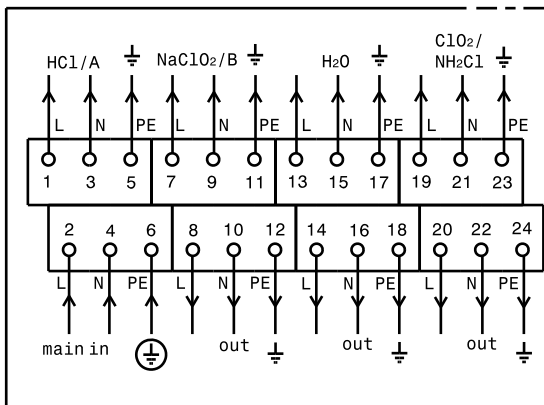 HCl/A NaClO₂/B H₂O ClO₂/
NH₂Cl
L N PE L N PE L N PE L N PE
1 3 5 7 9 11 13 15 17 19 21 23
2 4 6 8 10 12 14 16 18 20 22 24
L N PE L N PE L N PE L N PE
main in out out out